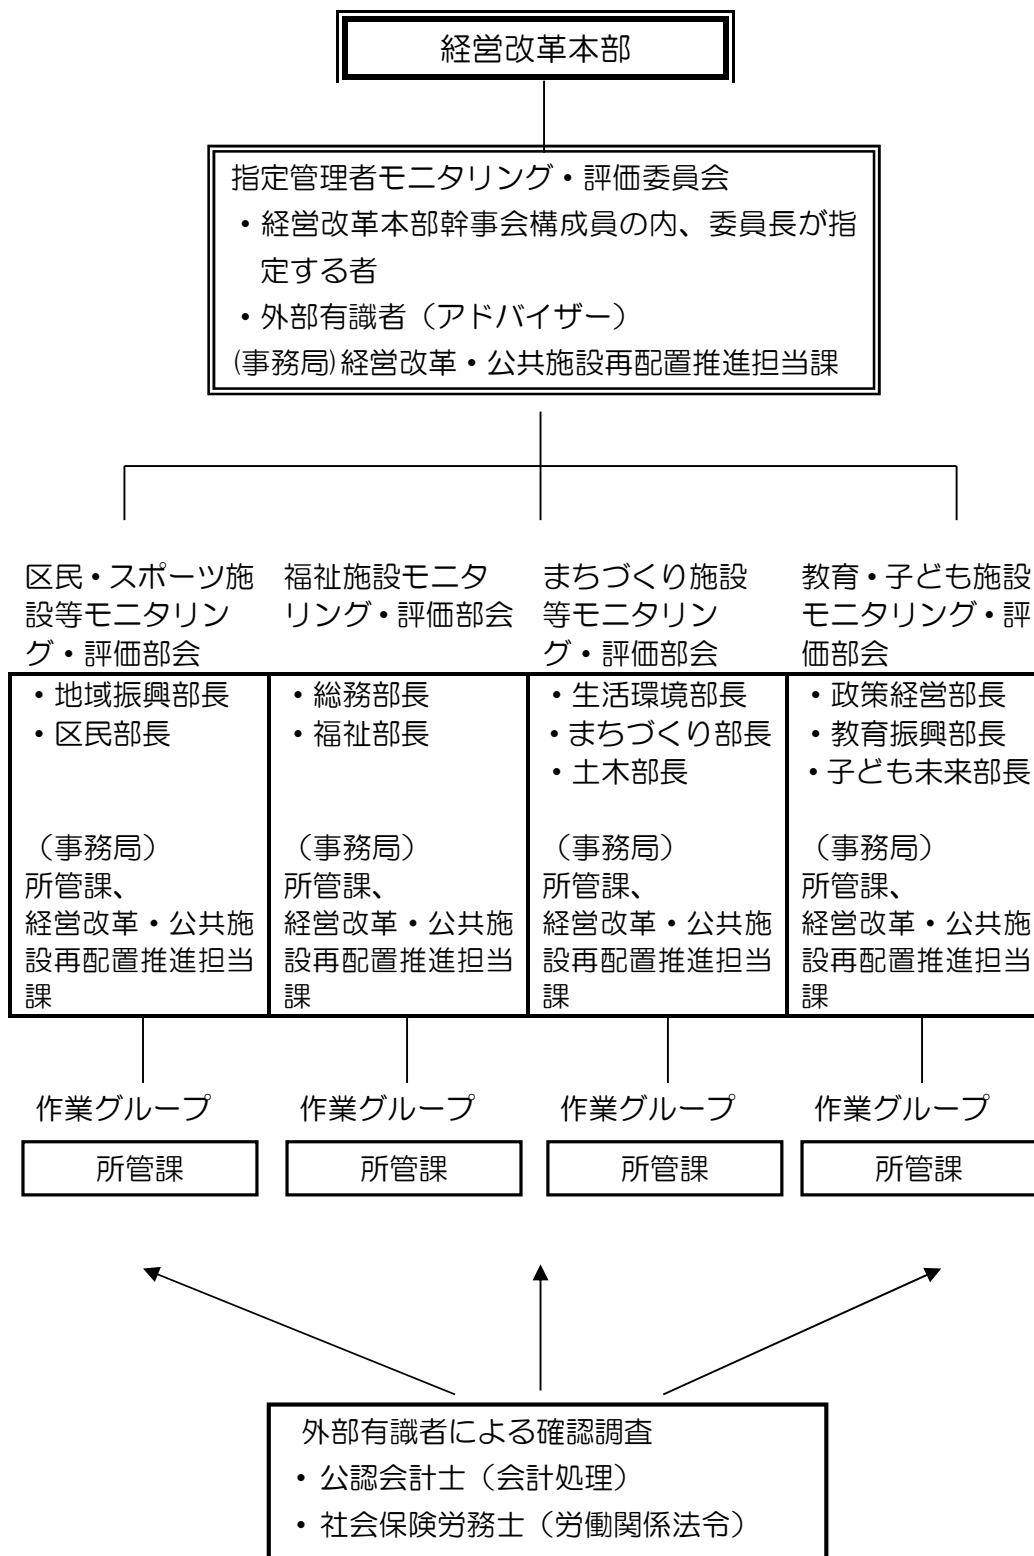 経営改革本部
指定管理者モニタリング・評価委員会
・経営改革本部幹事会構成員の内、委員長が指
定する者
・外部有識者（アドバイザー）
(事務局)経営改革・公共施設再配置推進担当課
区民・スポーツ施
設等モニタリン
グ・評価部会
・地域振興部長
・区民部長
（事務局）
所管課、
経営改革・公共施
設再配置推進担当
課
福祉施設モニタ
リング・評価部会
・総務部長
・福祉部長
（事務局）
所管課、
経営改革・公共施
設再配置推進担当
課
まちづくり施設
等モニタリン
グ・評価部会
・生活環境部長
・まちづくり部長
・土木部長
（事務局）
所管課、
経営改革・公共施
設再配置推進担当
課
教育・子ども施設
モニタリング・評
価部会
・政策経営部長
・教育振興部長
・子ども未来部長
（事務局）
所管課、
経営改革・公共施
設再配置推進担当
課
作業グループ
所管課
作業グループ
所管課
作業グループ
所管課
作業グループ
所管課
外部有識者による確認調査
・公認会計士（会計処理）
・社会保険労務士（労働関係法令）